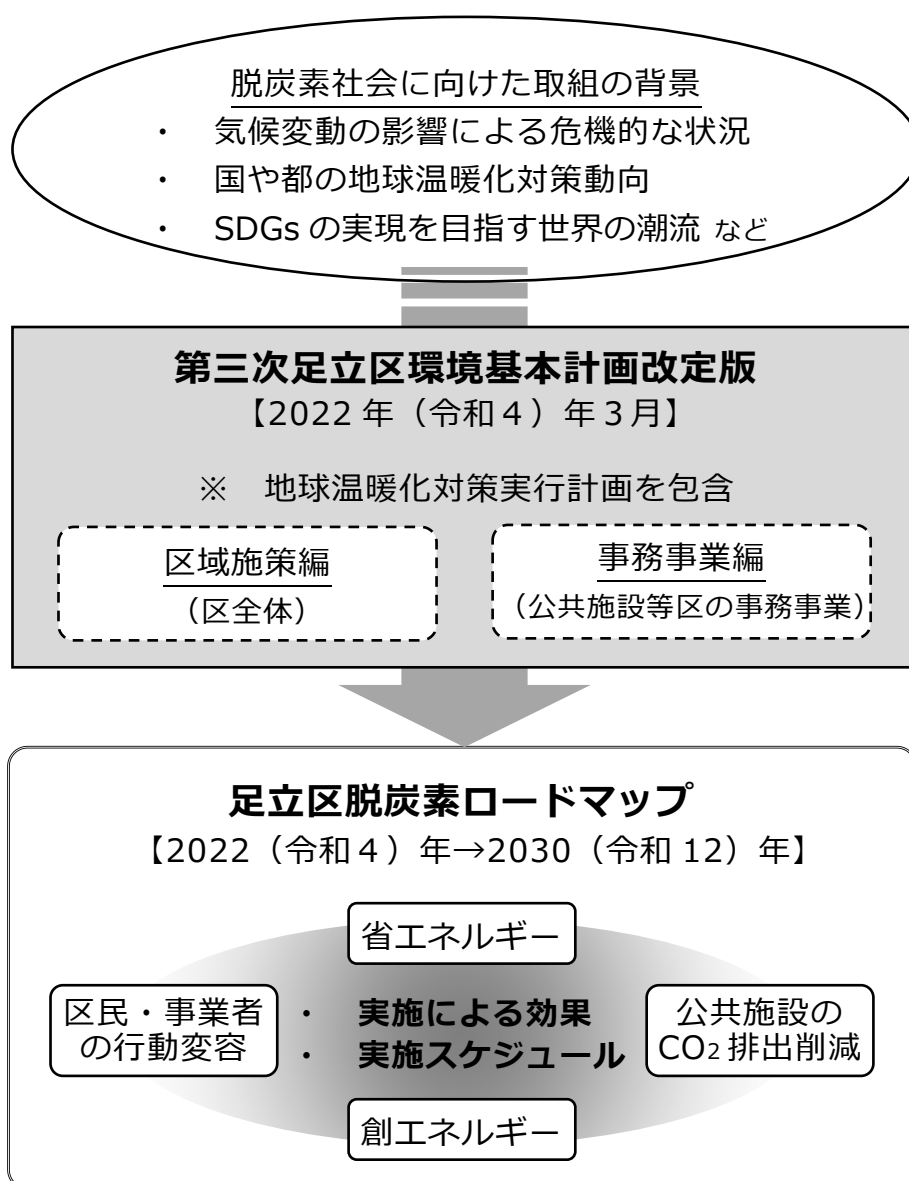 脱炭素社会に向けた取組の背景
・ 気候変動の影響による危機的な状況
・ 国や都の地球温暖化対策動向
・ SDGs の実現を目指す世界の潮流 など
第三次足立区環境基本計画改定版
【2022 年（令和４）年３月】
※ 地球温暖化対策実行計画を包含
区域施策編
（区全体）
事務事業編
（公共施設等区の事務事業）
足立区脱炭素ロードマップ
【2022（令和４）年→2030（令和 12）年】
省エネルギー
区民・事業者
の行動変容
・ 実施による効果
・ 実施スケジュール
公共施設の
CO2 排出削減
創エネルギー